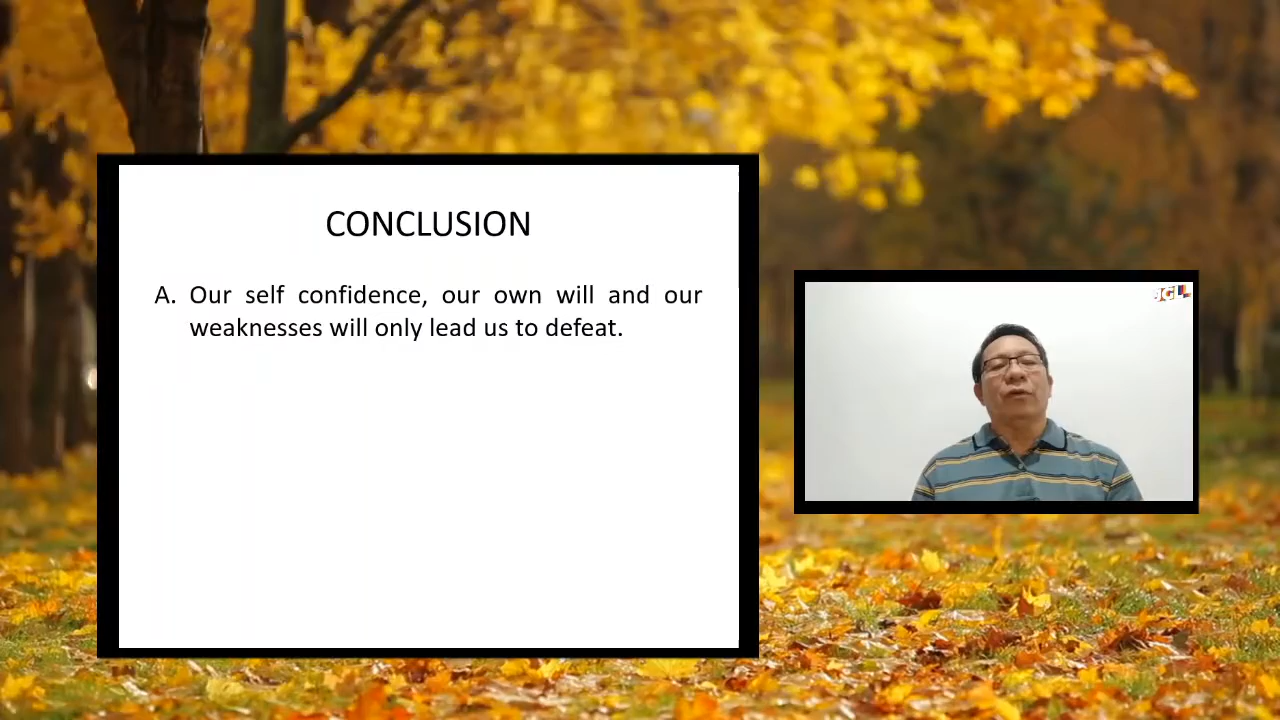 CONCLUSION
A. Our self confidence, our own will and our
weaknesses will only lead us to defeat.